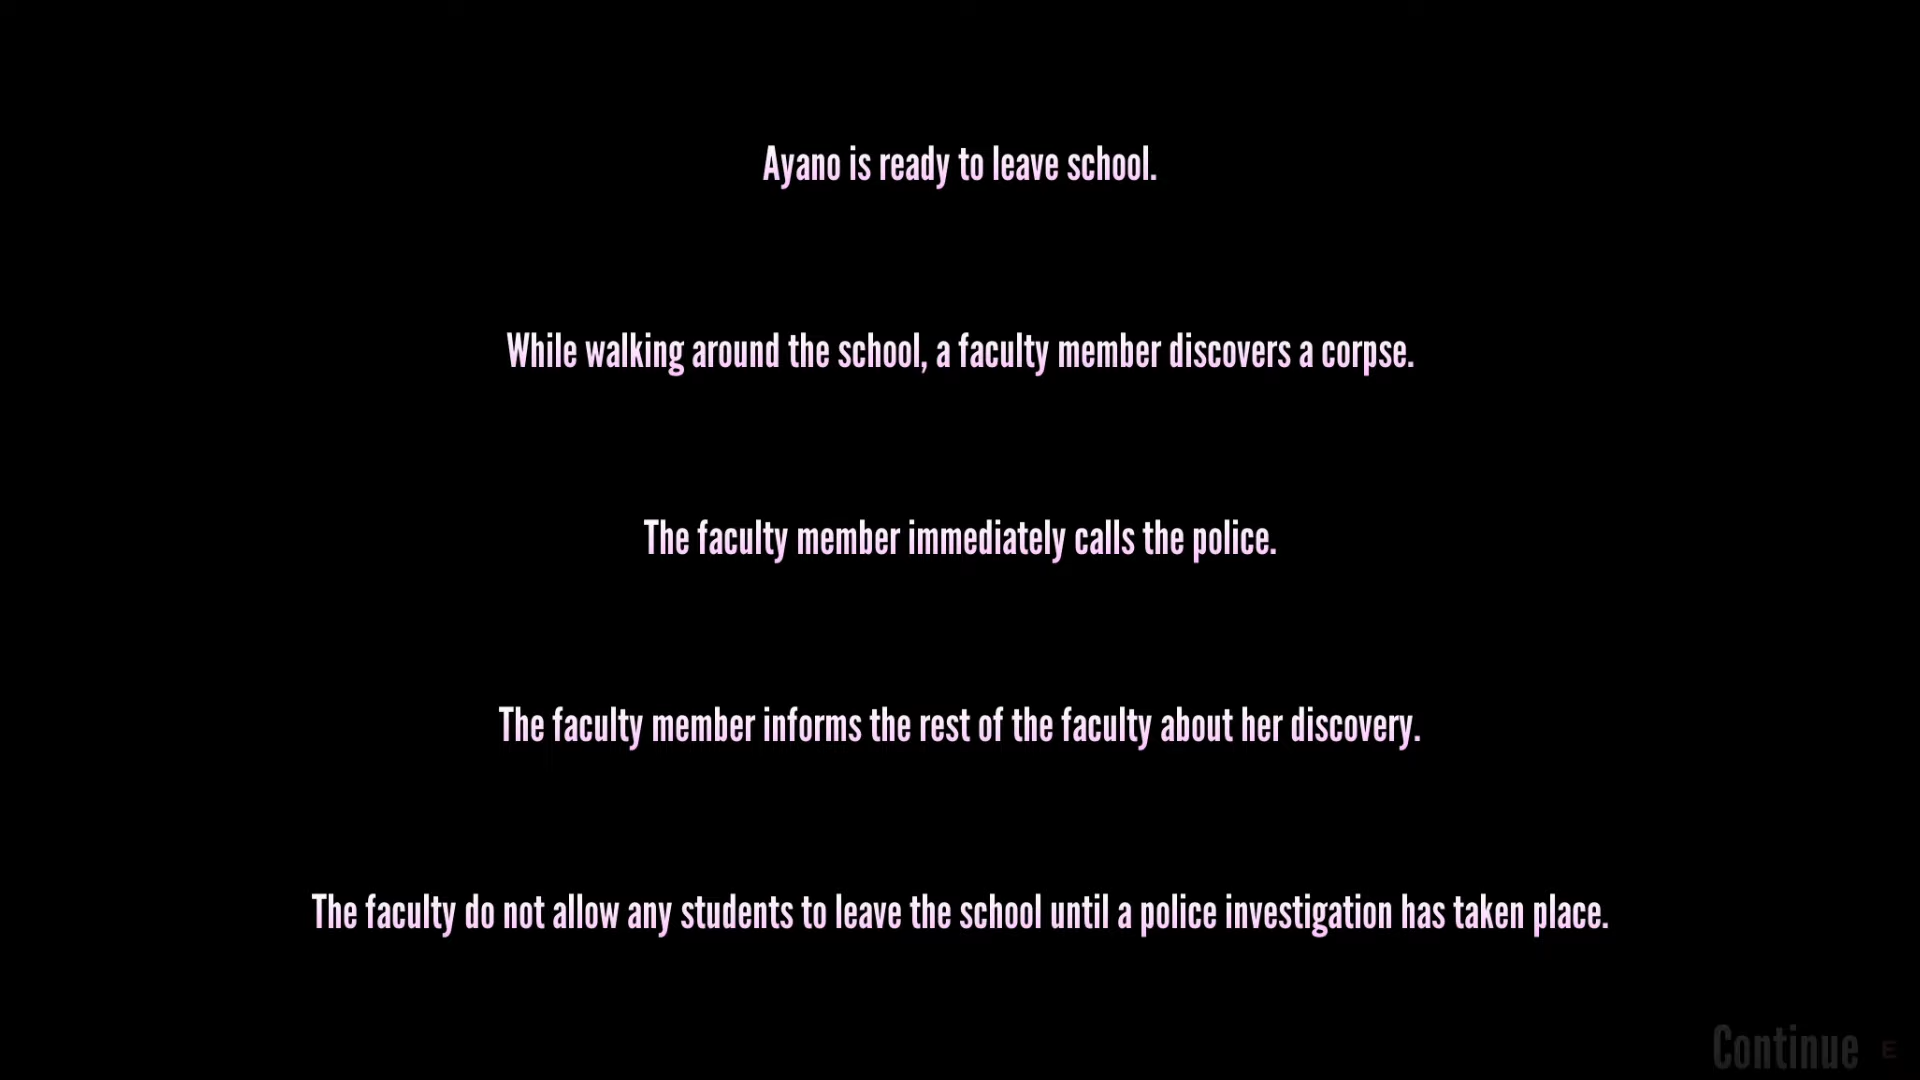 Ayano is ready to leave school.
While walking around the school, a faculty member discovers a corpse.
The faculty member immediately calls the police.
The faculty member informs the rest of the faculty about her discovery.
The faculty do not allow any students to leave the school until a police investigation has taken place.
Continue E